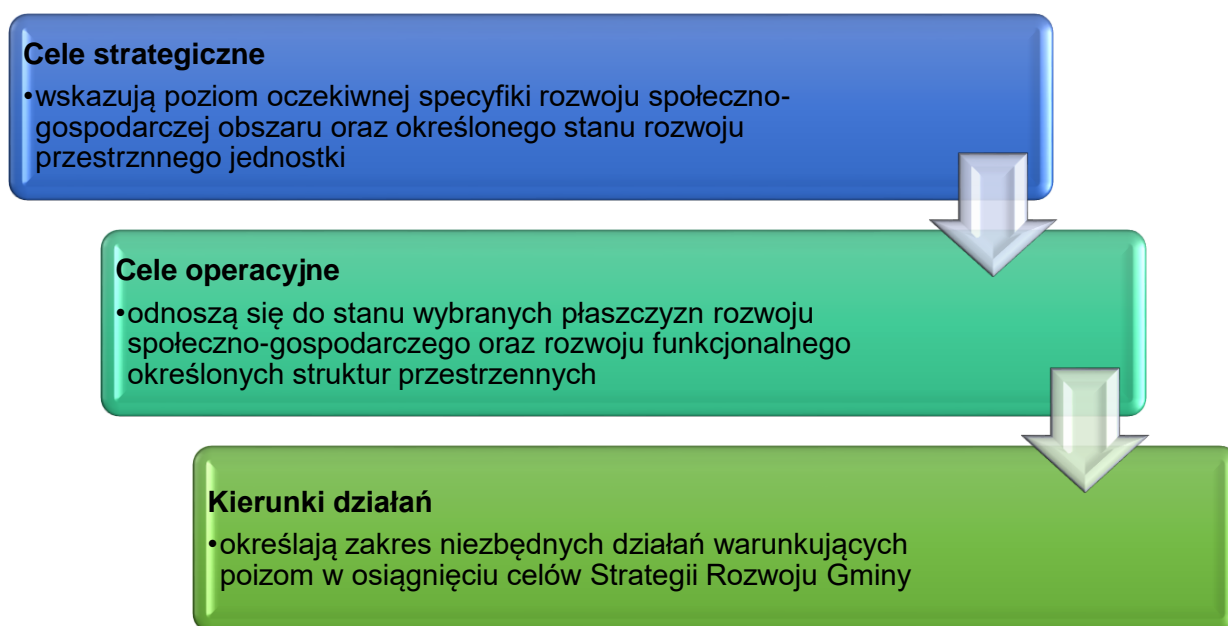 Cele strategiczne
•wskazują poziom oczekiwnej specyfiki rozwoju społeczno-
gospodarczej obszaru oraz określonego stanu rozwoju
przestrznnego jednostki
Cele operacyjne
•odnoszą się do stanu wybranych płaszczyzn rozwoju
społeczno-gospodarczego oraz rozwoju funkcjonalnego
określonych struktur przestrzennych
Kierunki działań
•określają zakres niezbędnych działań warunkujących
poizom w osiągnięciu celów Strategii Rozwoju Gminy